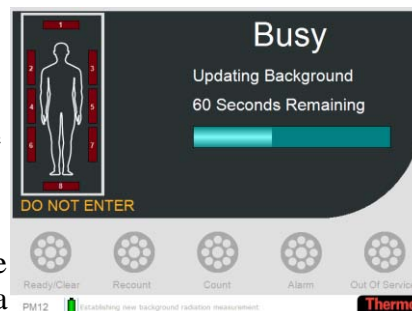 1
2 3
4 5
6 7
8
DO NOT ENTER
Busy
Updating Background
60 Seconds Remaining
Ready/Clear Recount Count Alarm Out Of Service
PM12 Establishing new background radiation measurement Thermo
e
a